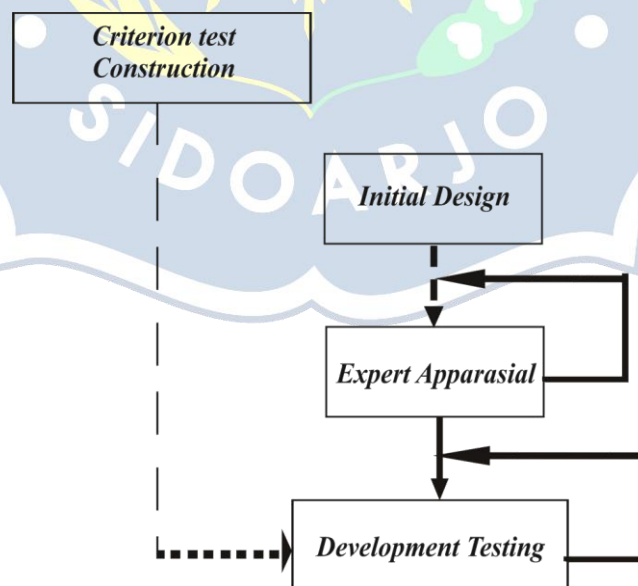 Criterion test
Construction
SIDOARJO
Initial Design
Expert Apparasial
Development Testing